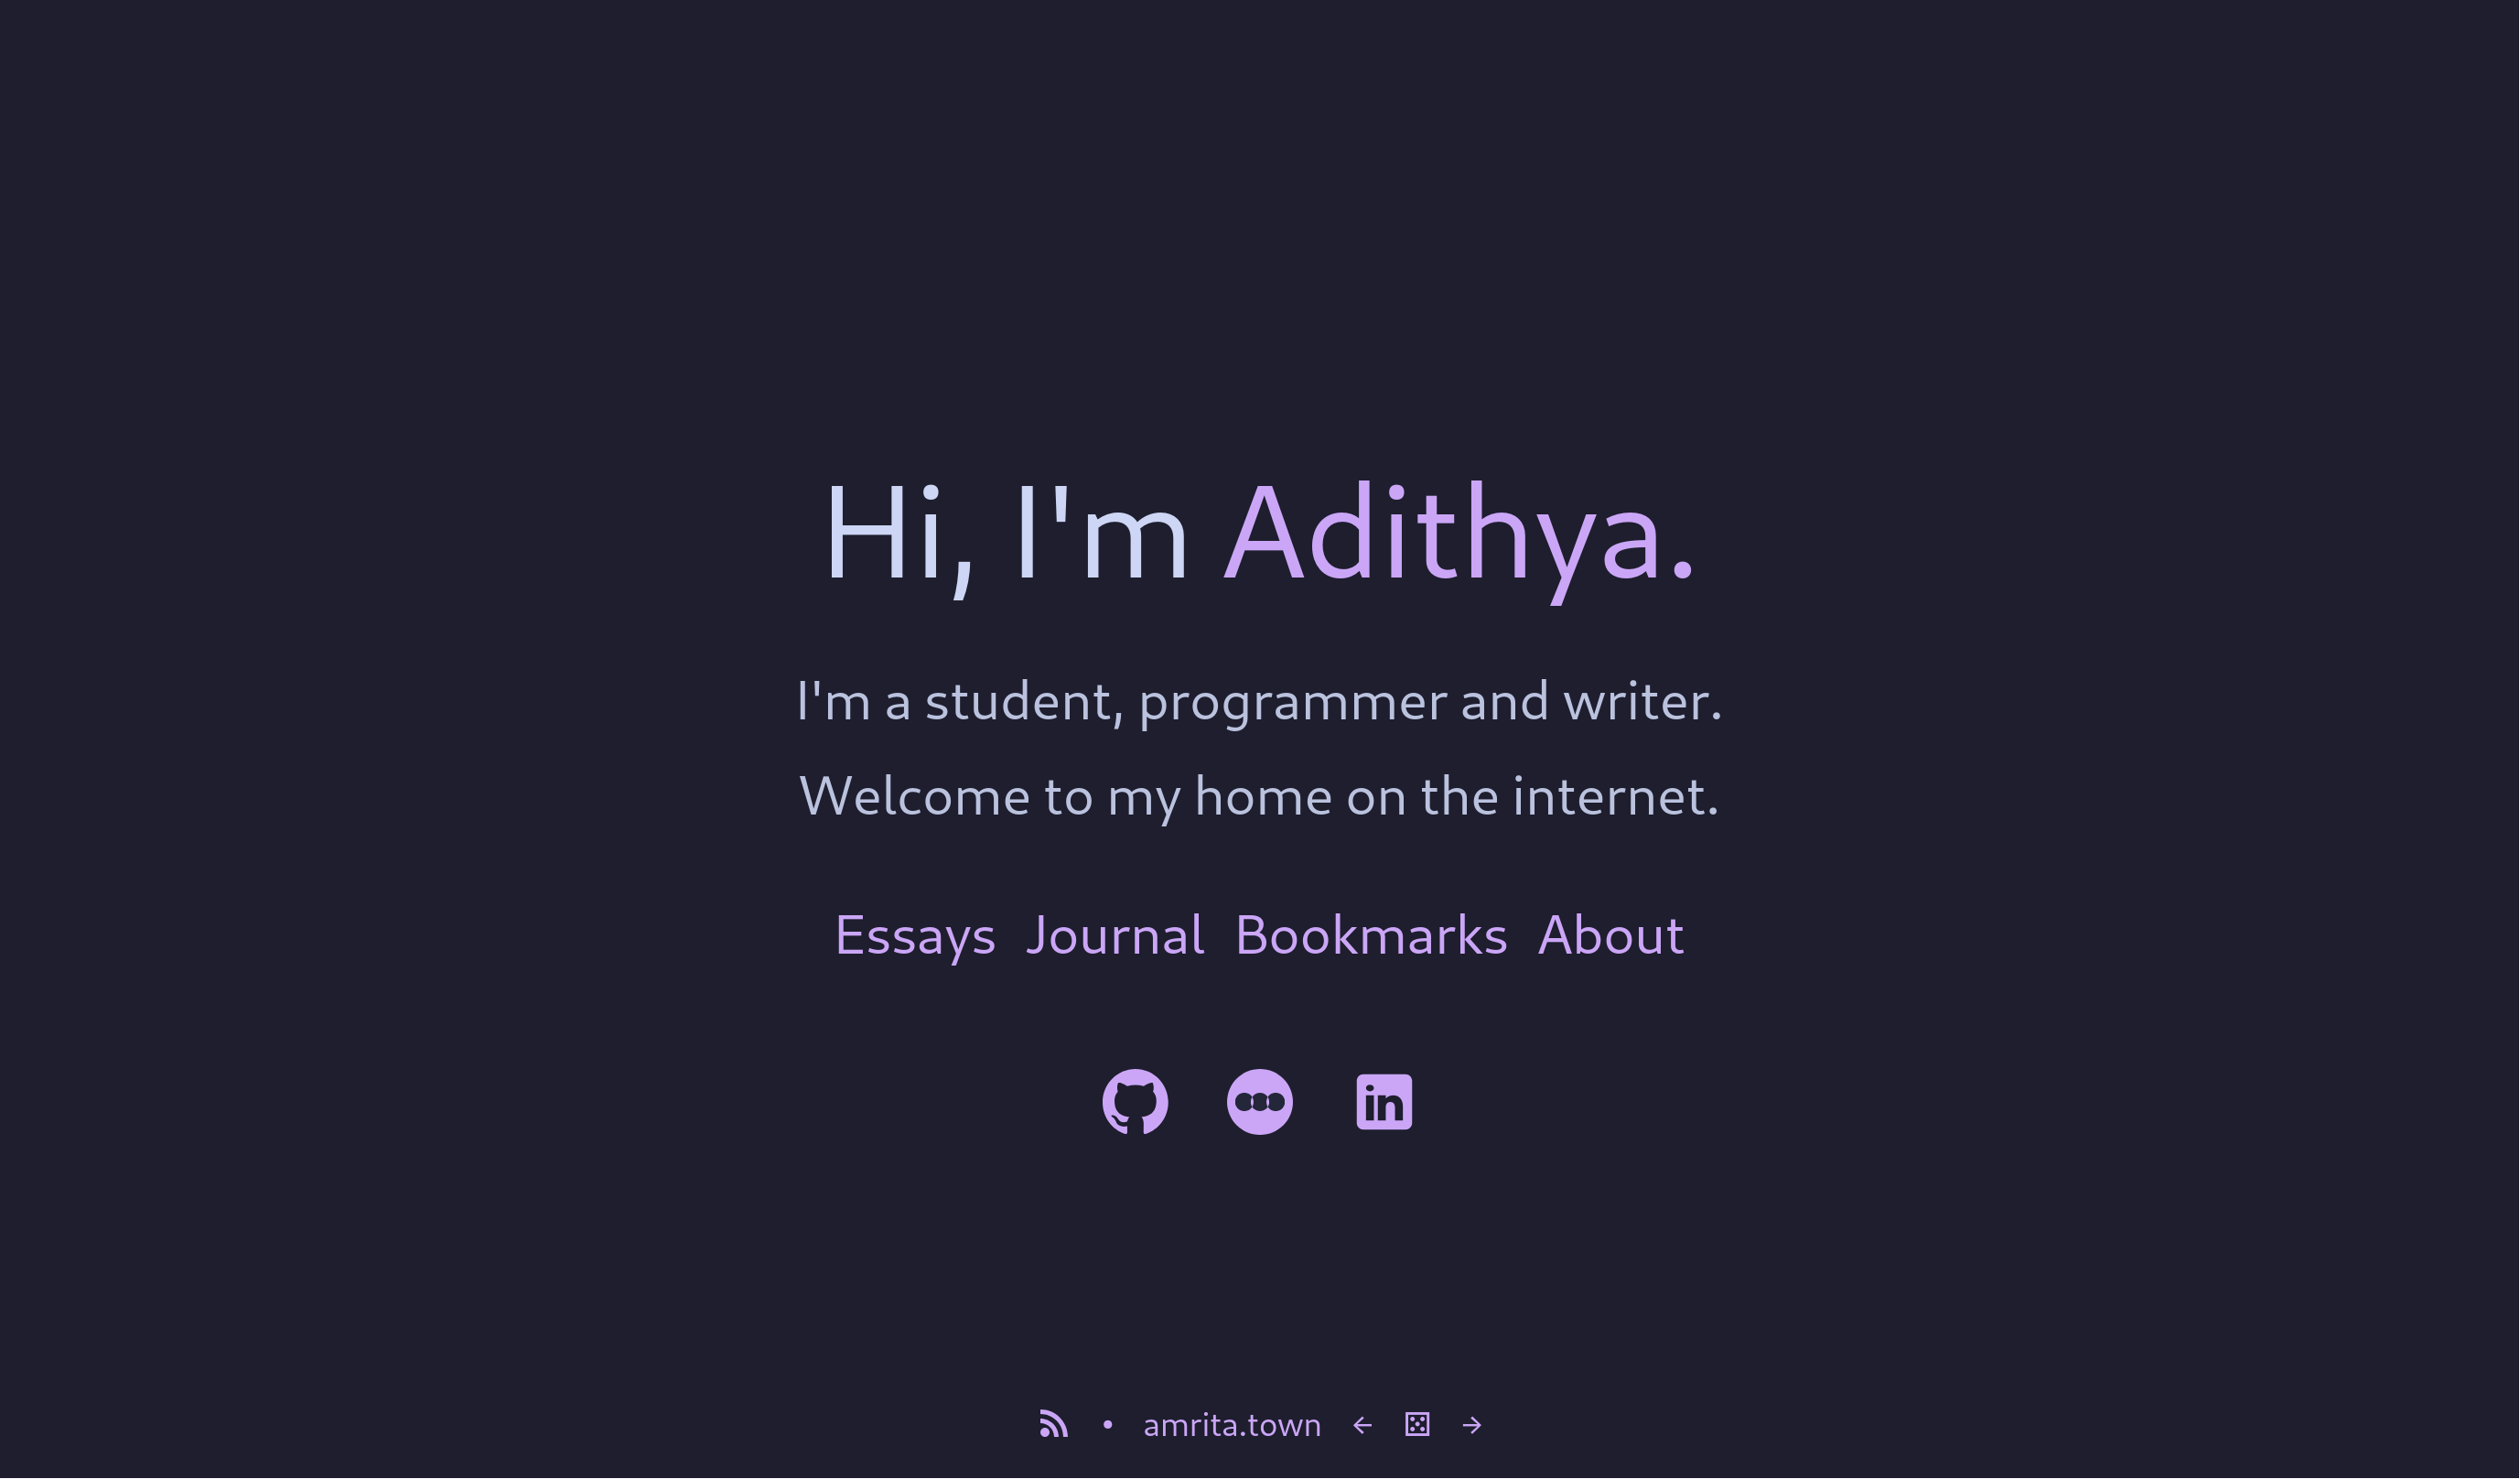 Hi, I'm Adithya.
I'm a student, programmer and writer.
Welcome to my home on the internet.
Essays Journal Bookmarks About
in
• amrita.town ← →